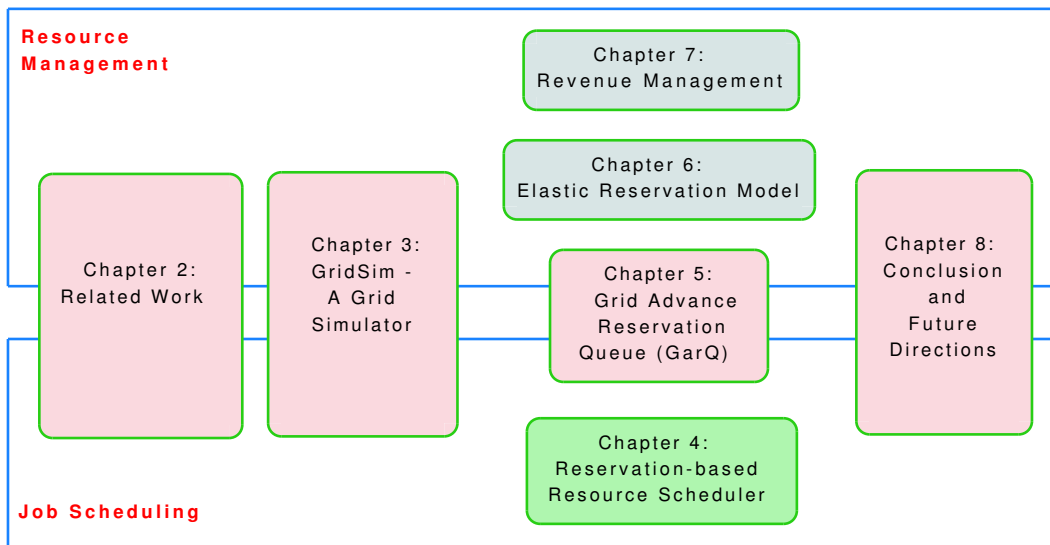 Resource
Management
Chapter 7:
Revenue Management
Chapter 6:
Elastic Reservation Model
Chapter 2:
Related Work
Chapter 3:
GridSim -
A Grid
Simulator
Chapter 5:
Grid Advance
Reservation
Queue (GarQ)
Chapter 8:
Conclusion
and
Future
Directions
Chapter 4:
Reservation-based
Resource Scheduler
Job Scheduling